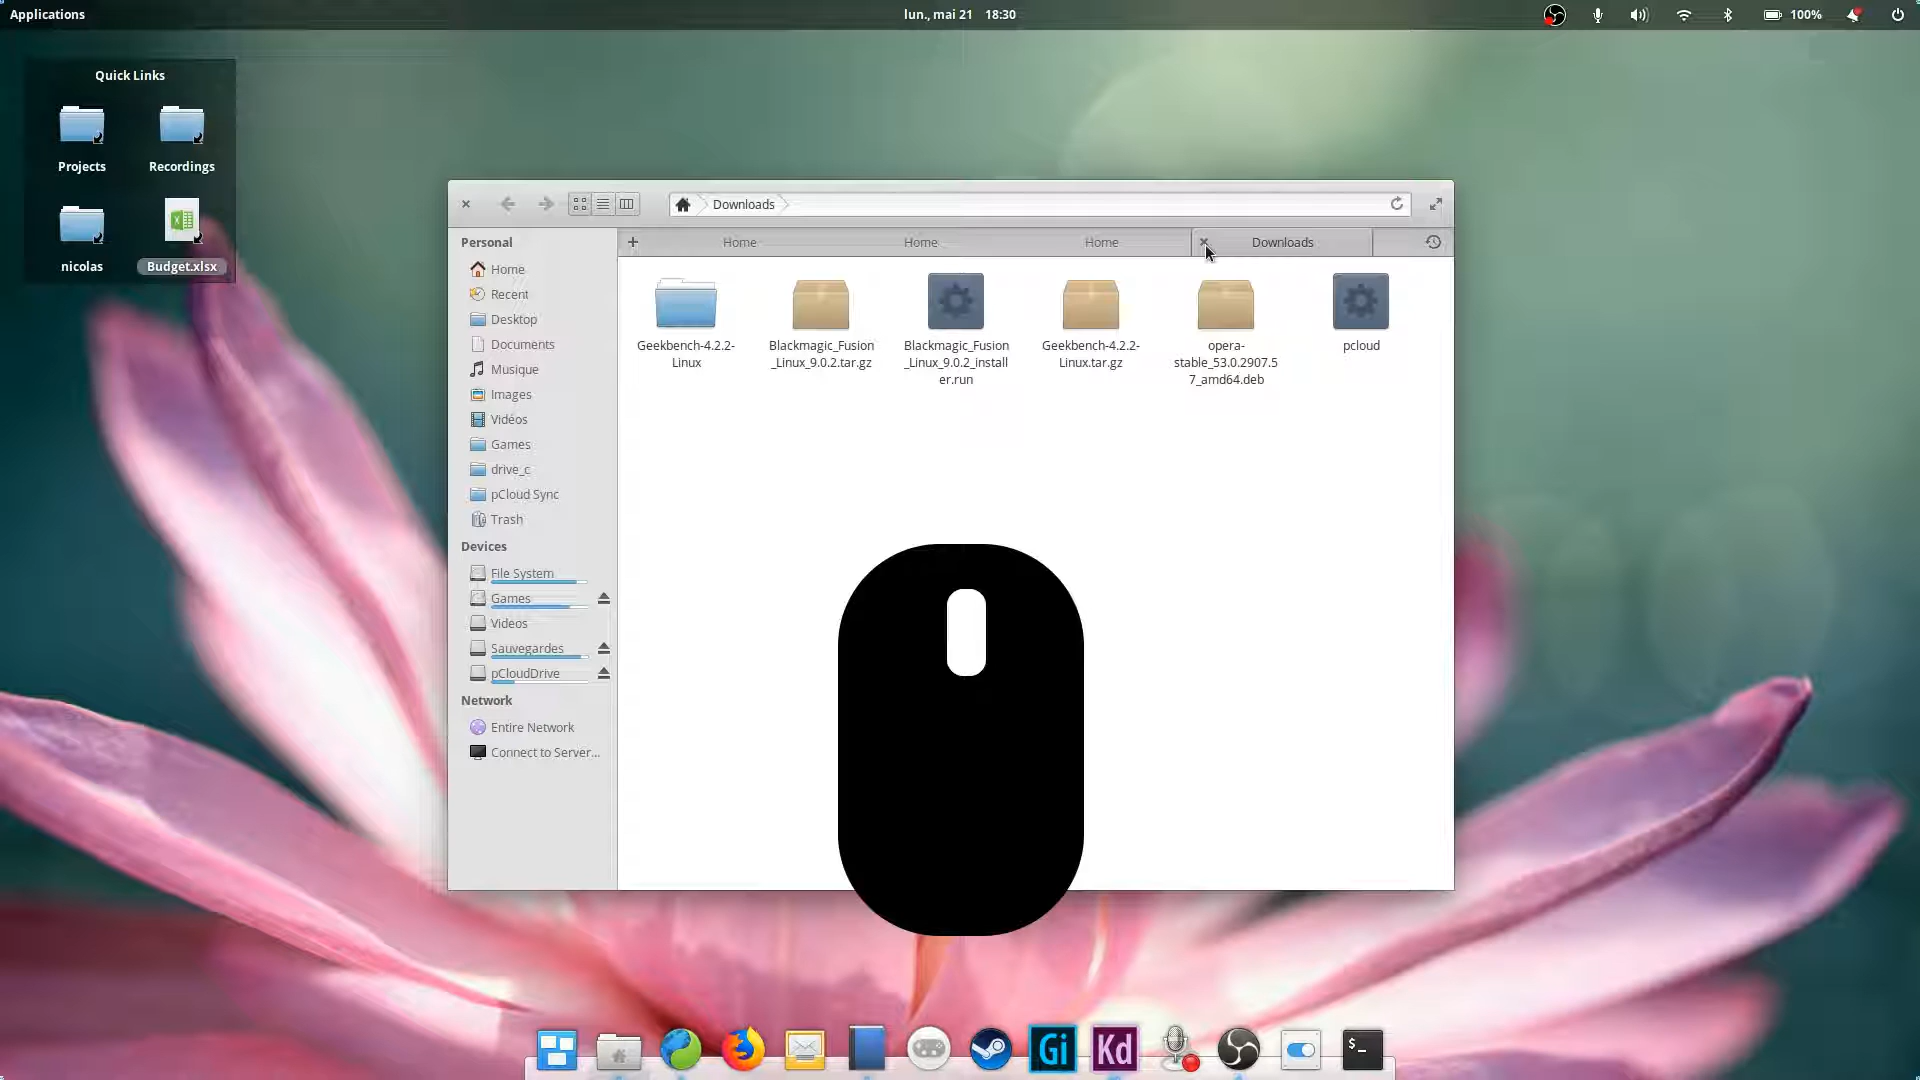 Applications
lun., mai 21 18:30
100%
Quick Links
Projects
Recordings
nicolas
Budget.xlsx
Downloads
Home
Home
Home
Downloads
Personal
Home
Recent
Desktop
Documents
Musique
Images
Vidéos
Games
drive_c
pCloud Sync
Trash
Devices
File System
Games
Videos
Sauvegardes
pCloudDrive
Network
Entire Network
Connect to Server...
Geekbench-4.2.2-
Linux
Blackmagic_Fusion
_Linux_9.0.2.tar.gz
Blackmagic_Fusion
_Linux_9.0.2_install
er.run
Geekbench-4.2.2-
Linux.tar.gz
opera-
stable_53.0.2907.5
7_amd64.deb
pcloud
Gi
Kd
$_